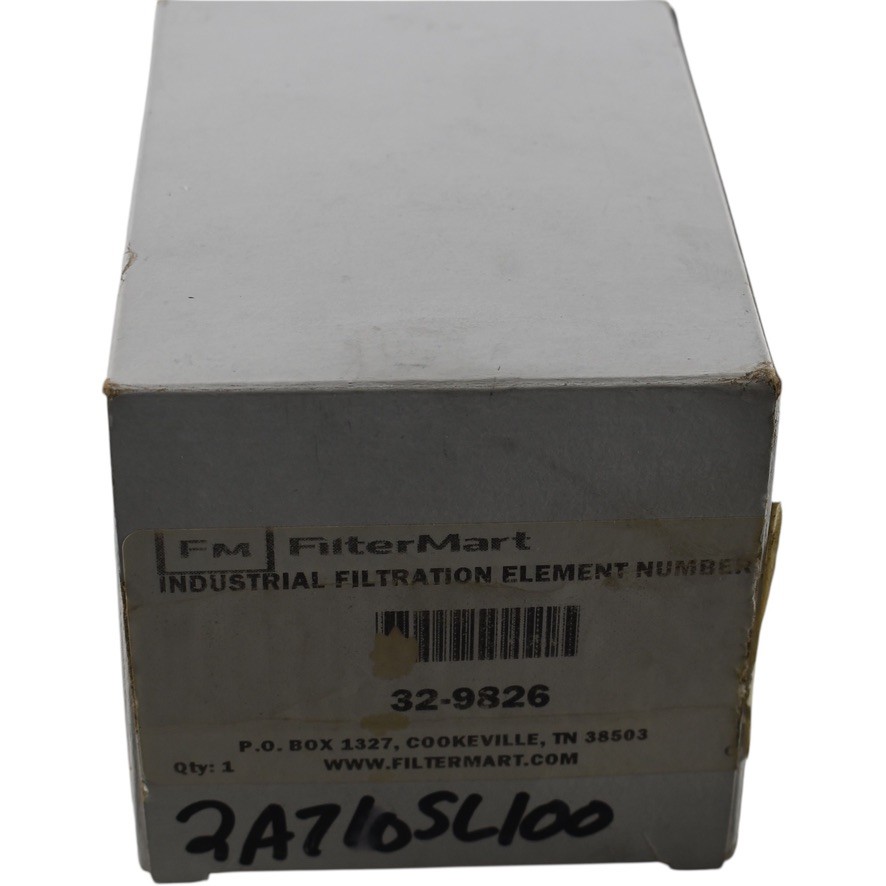 FM FilterMart
INDUSTRIAL FILTRATION ELEMENT NUMBER
32-9826
P.O. BOX 1327, COOKEVILLE, TN 38503
Qty: 1 WWW.FILTERMART.COM
2A710SL100